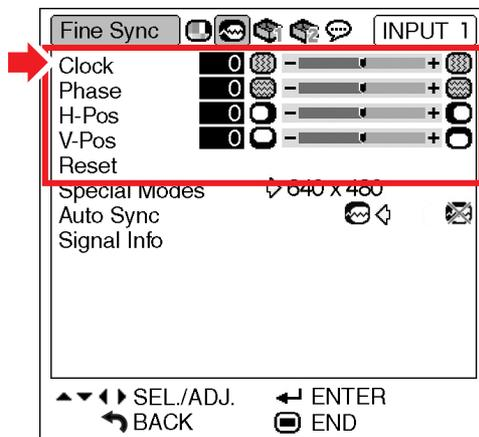 Fine Sync INPUT 1
Clock 0 - +
Phase 0 - +
H-Pos 0 - +
V-Pos 0 - +
Reset
Special Modes 640 x 480
Auto Sync
Signal Info
SEL./ADJ. ENTER
BACK END